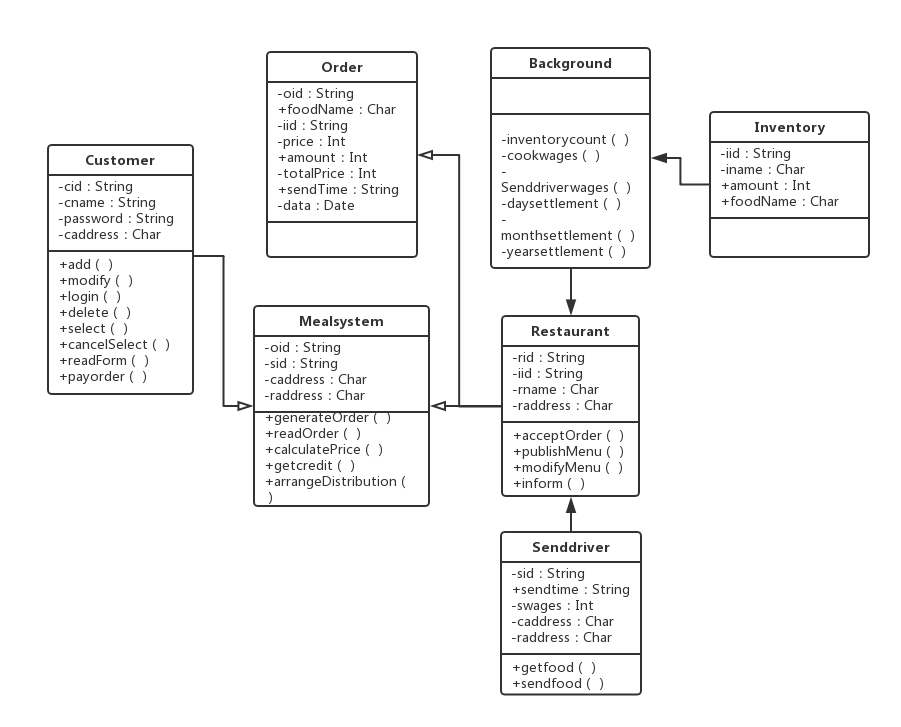 Order
-oid : String
+foodName : Char
-iid : String
-price : Int
+amount : Int
-totalPrice : Int
+sendTime : String
-data : Date
Background
-inventorycount (  )
-cookwages (  )
-
Senddriverwages (  )
-daysettlement (  )
-
monthsettlement (  )
-yearsettlement (  )
Inventory
-iid : String
-iname : Char
+amount : Int
+foodName : Char
Customer
-cid : String
-cname : String
-password : String
-caddress : Char
+add (  )
+modify (  )
+login (  )
+delete (  )
+select (  )
+cancelSelect (  )
+readForm (  )
+payorder (  )
Mealsystem
-oid : String
-sid : String
-caddress : Char
-raddress : Char
+generateOrder (  )
+readOrder (  )
+calculatePrice (  )
+getcredit (  )
+arrangeDistribution (
)
Restaurant
-rid : String
-iid : String
-rname : Char
-raddress : Char
+acceptOrder (  )
+publishMenu (  )
+modifyMenu (  )
+inform (  )
Senddriver
-sid : String
+sendtime : String
-swages : Int
-caddress : Char
-raddress : Char
+getfood (  )
+sendfood (  )